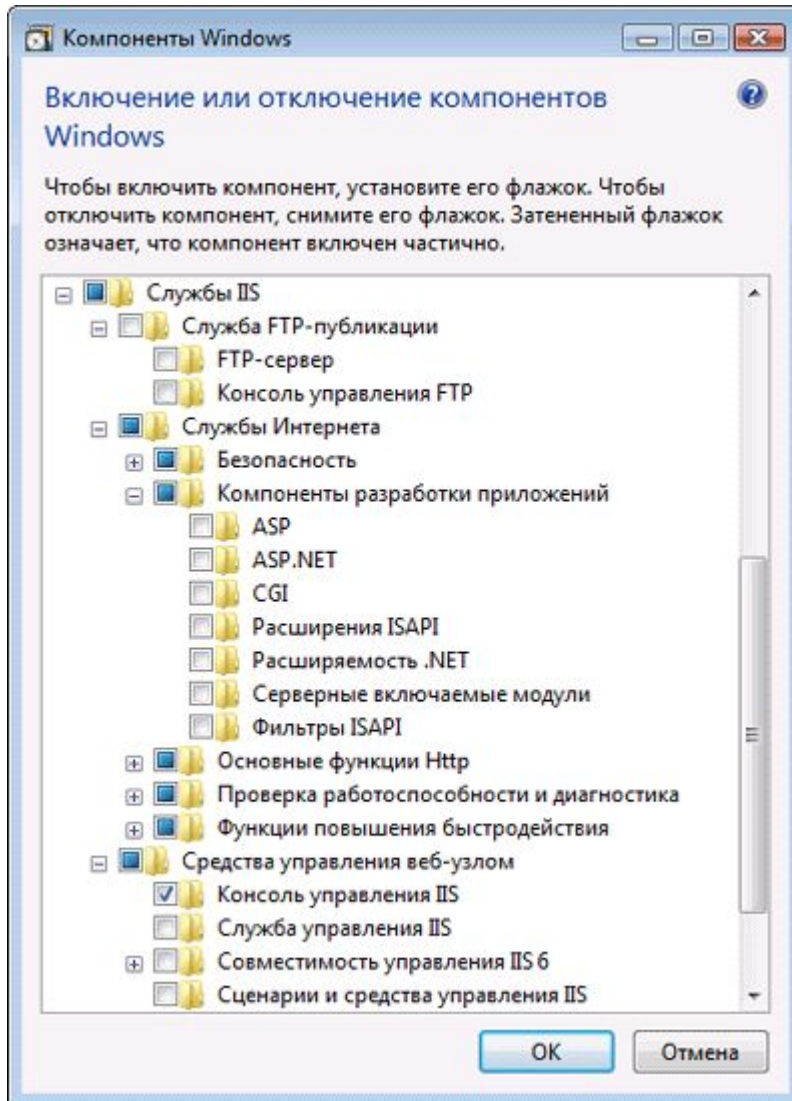 Компоненты Windows
Включение или отключение компонентов
Windows
Чтобы включить компонент, установите его флажок. Чтобы
отключить компонент, снимите его флажок. Затененный флажок
означает, что компонент включен частично.
Службы IIS
Служба FTP-публикации
FTP-сервер
Консоль управления FTP
Службы Интернета
Безопасность
Компоненты разработки приложений
ASP
ASP.NET
CGI
Расширения ISAPI
Расширяемость .NET
Серверные включаемые модули
Фильтры ISAPI
Основные функции Http
Проверка работоспособности и диагностика
Функции повышения быстродействия
Средства управления веб-узлом
Консоль управления IIS
Служба управления IIS
Совместимость управления IIS 6
Сценарии и средства управления IIS
ОК Отмена